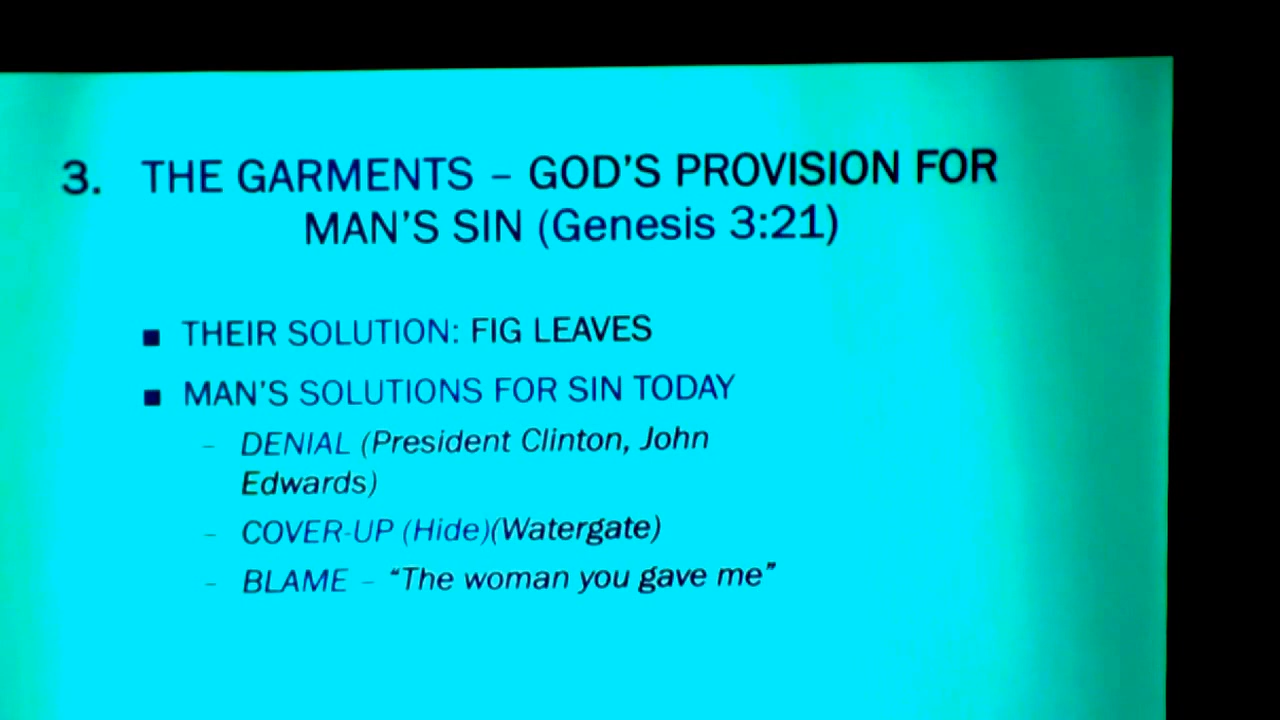 3. THE GARMENTS – GOD'S PROVISION FOR
MAN'S SIN (Genesis 3:21)
■ THEIR SOLUTION: FIG LEAVES
■ MAN'S SOLUTIONS FOR SIN TODAY
– DENIAL (President Clinton, John
Edwards)
– COVER-UP (Hide)(Watergate)
– BLAME – “The woman you gave me”